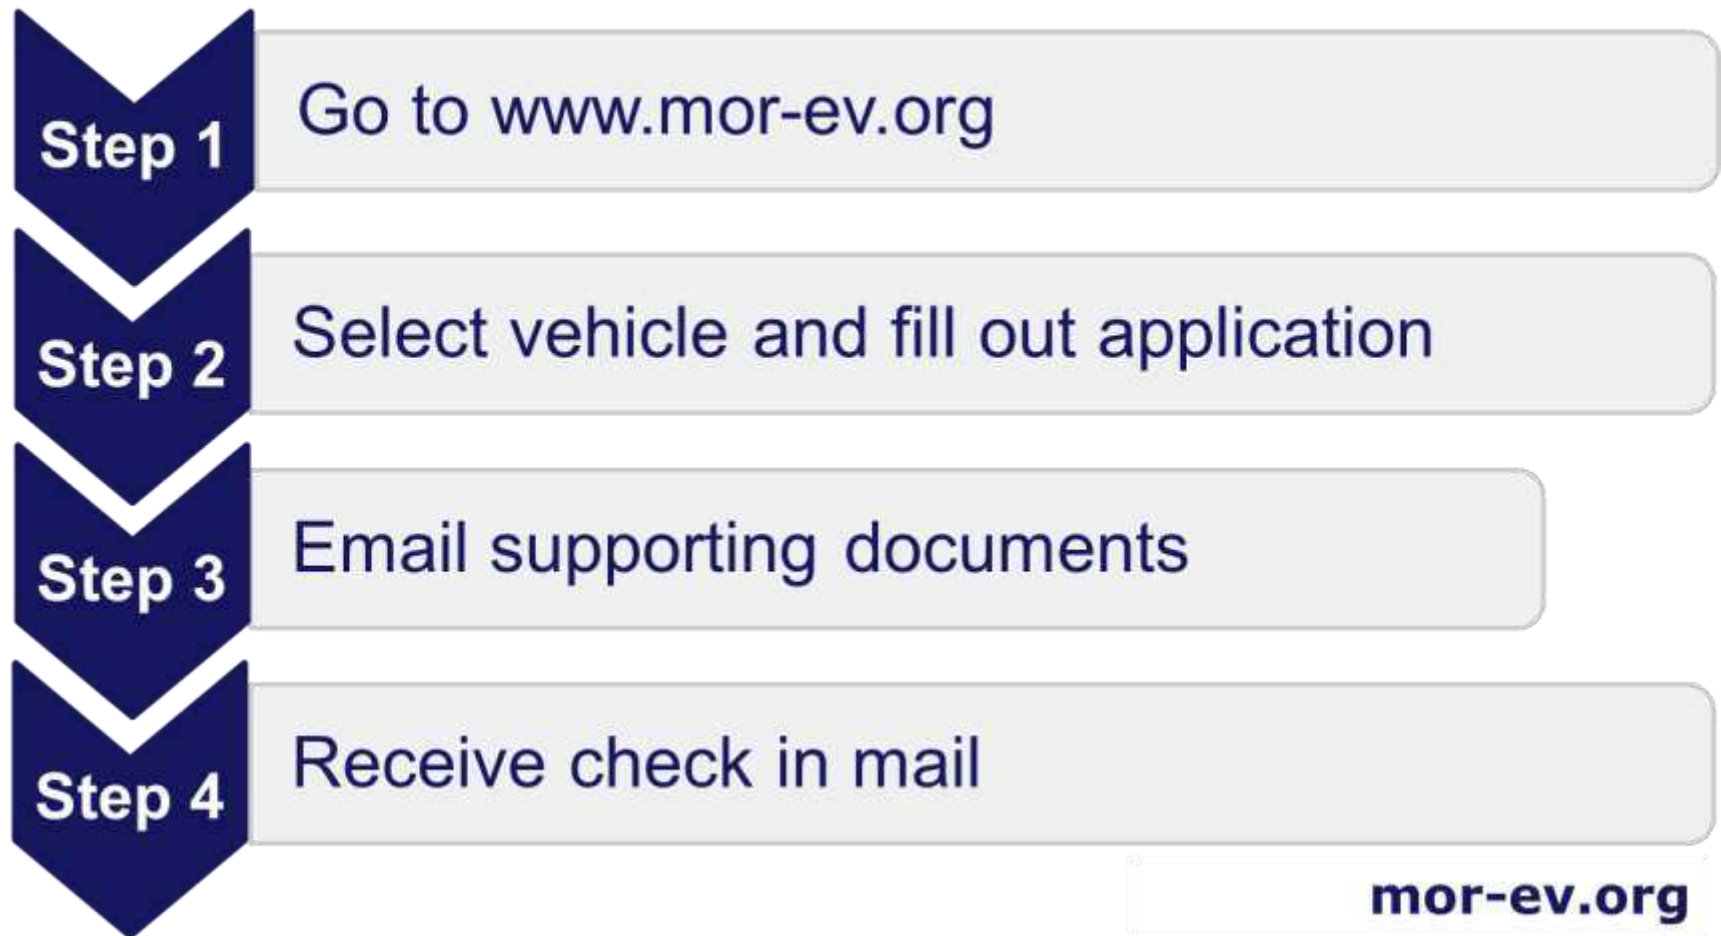 Step 1
Go to www.mor-ev.org
Step 2
Select vehicle and fill out application
Step 3
Email supporting documents
Step 4
Receive check in mail
mor-ev.org